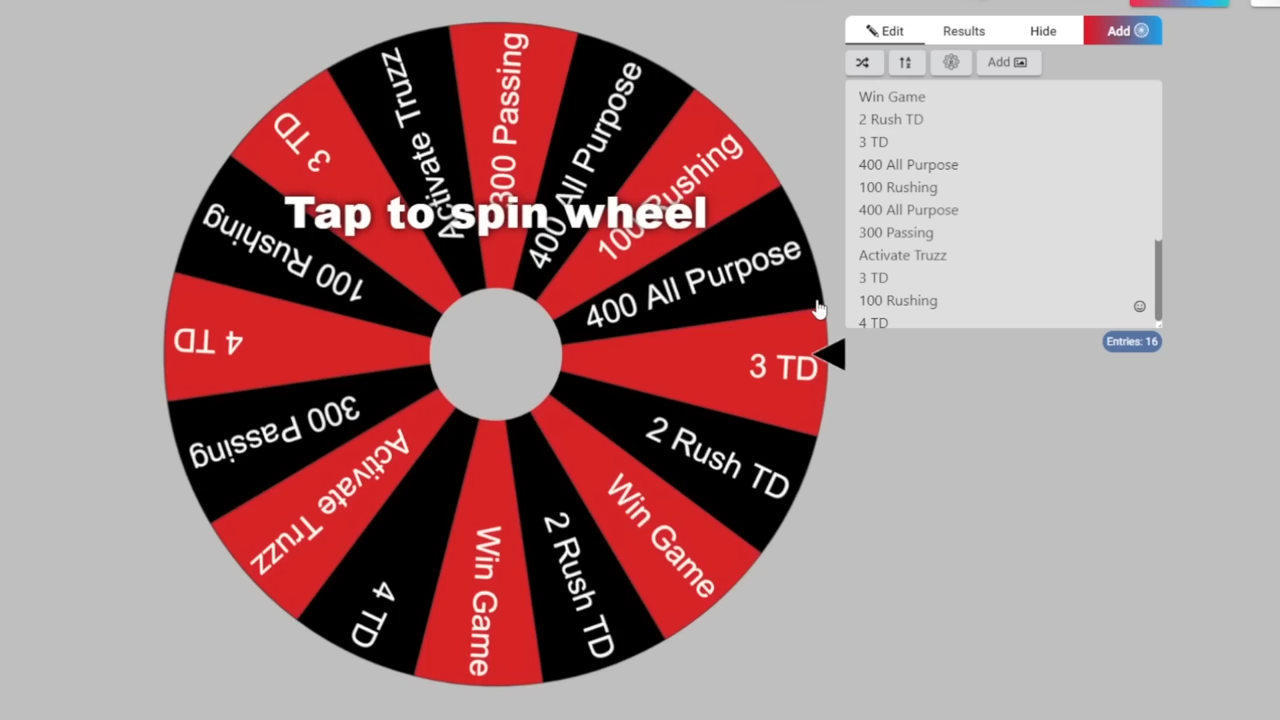 Edit
Results
Hide
Add
Add
Win Game
2 Rush TD
3 TD
400 All Purpose
100 Rushing
400 All Purpose
300 Passing
Activate Truzz
3 TD
100 Rushing
4 TD
Entries: 16
Tap to spin wheel
300 Passing
400 All Purpose
100 Rushing
400 All Purpose
3 TD
2 Rush TD
Win Game
2 Rush TD
Win Game
4 TD
Activate Truzz
300 Passing
4 TD
100 Rushing
3 TD
Activate Truzz